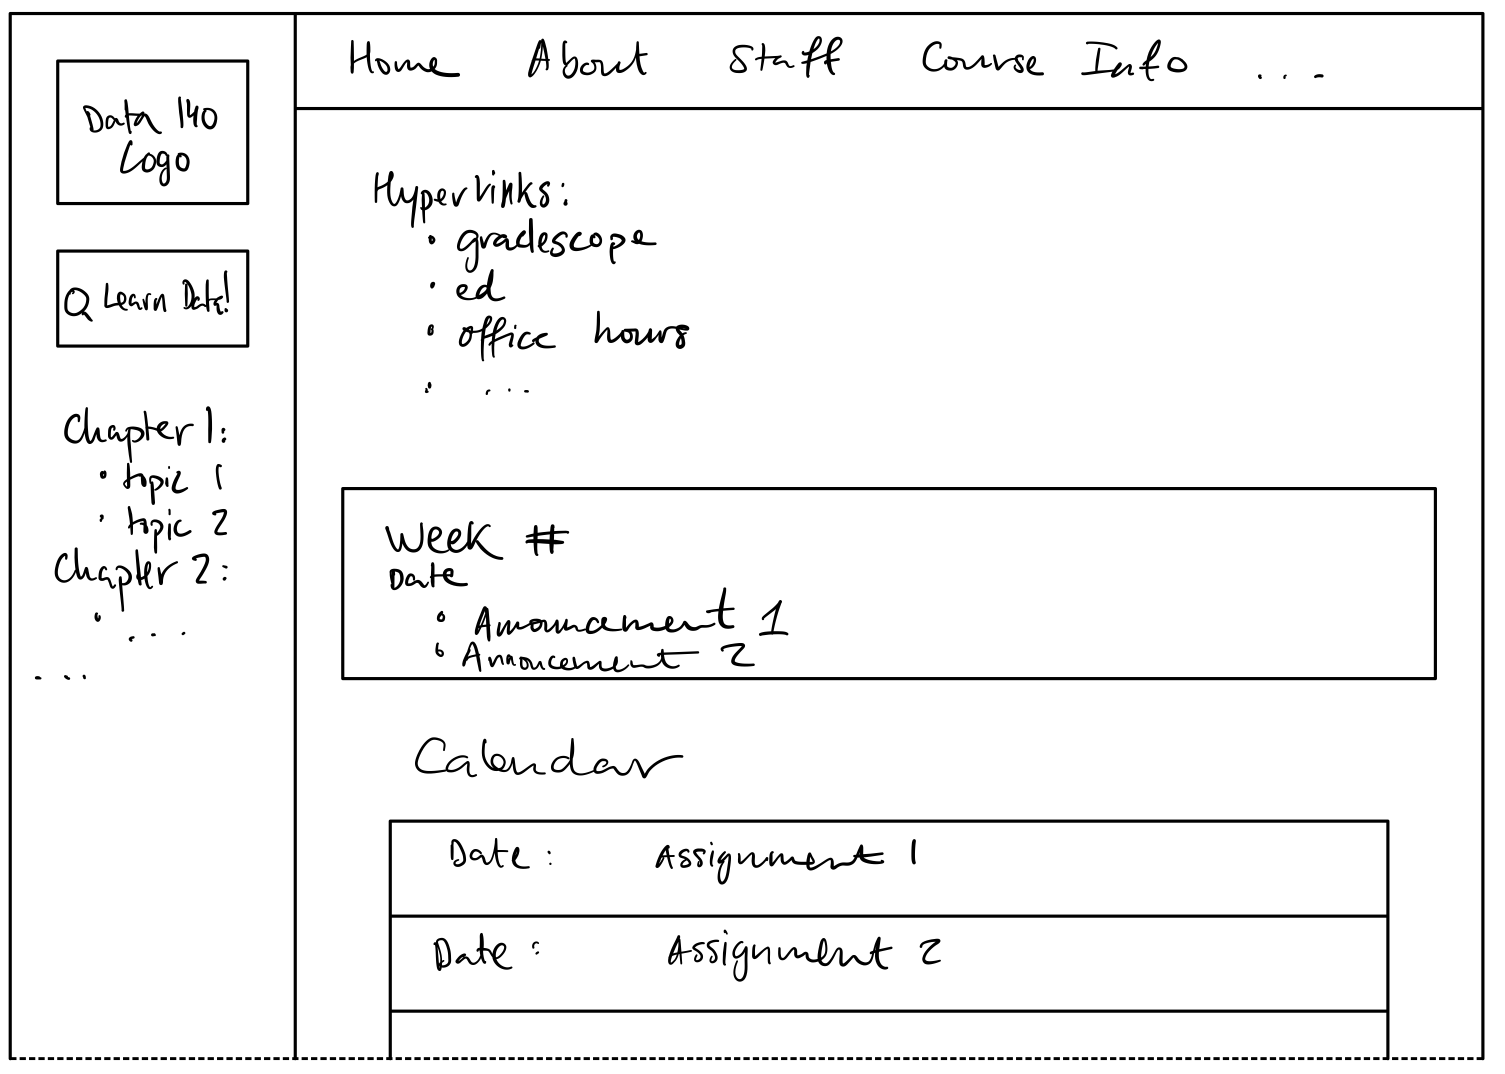 Data 140
Logo
Learn Data!
Chapter 1:
• topic 1
• topic 2
Chapter 2:
• ...
...
Home About Staff Course Info ...
Hyperlinks:
• gradescope
• ed
• office hours
• ...
Week #
Date
• Announcement 1
• Annoucement 2
Calendar
Date: Assignment 1
Date: Assignment 2